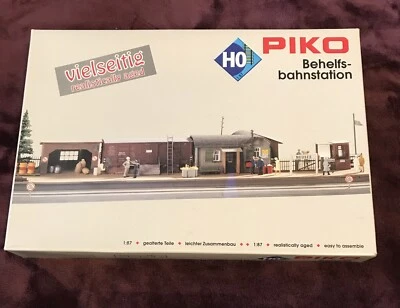 vielseitig
realistically aged
HO
PIKO
Behelfs-
bahnstation
1:87 • gealterte Teile • leichter Zusammenbau • • 1:87 • realistically aged • easy to assemble